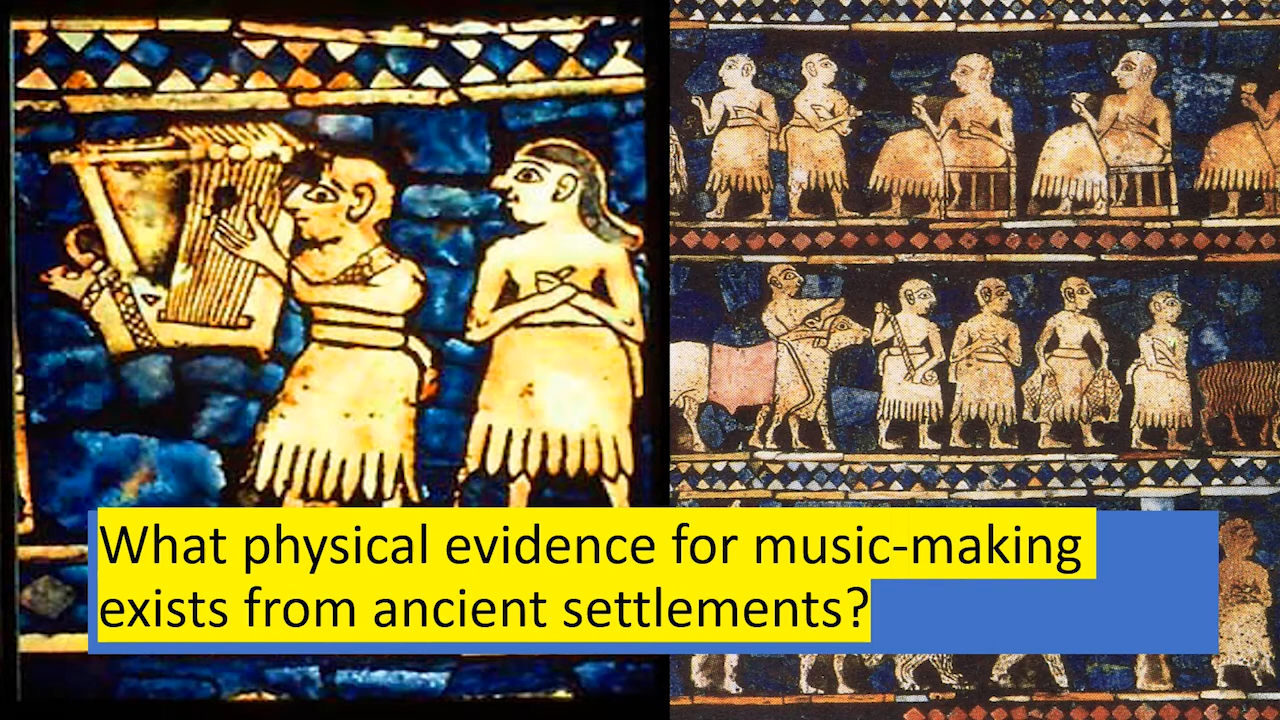 What physical evidence for music-making
exists from ancient settlements?